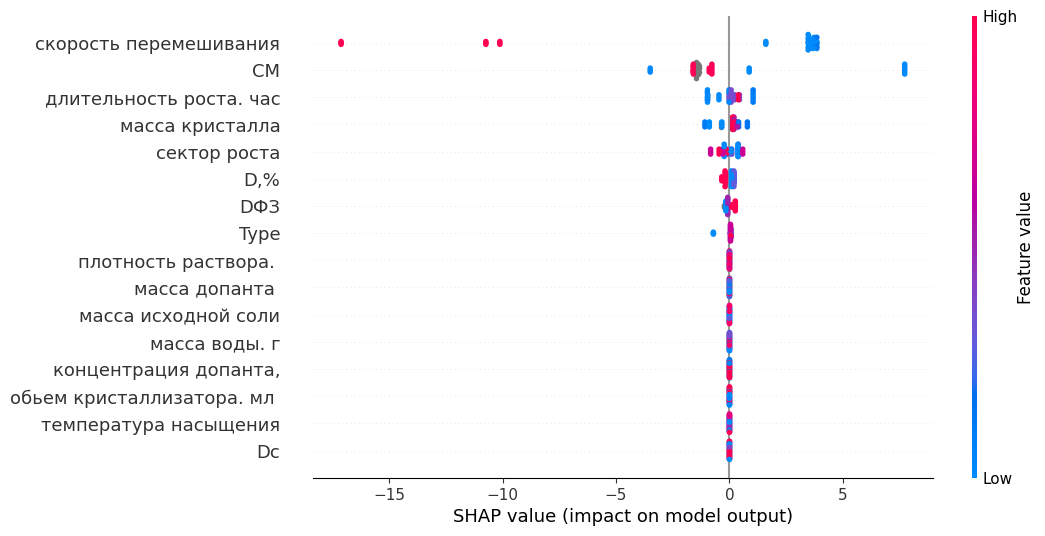 High
скорость перемешивания
СМ
длительность роста. час
масса кристалла
сектор роста
D,%
DФЗ
Type
плотность раствора.
масса допанта
масса исходной соли
масса воды. г
концентрация допанта,
обьем кристаллизатора. мл
температура насыщения
Dc
Low
Feature value
−15 −10 −5 0 5
SHAP value (impact on model output)